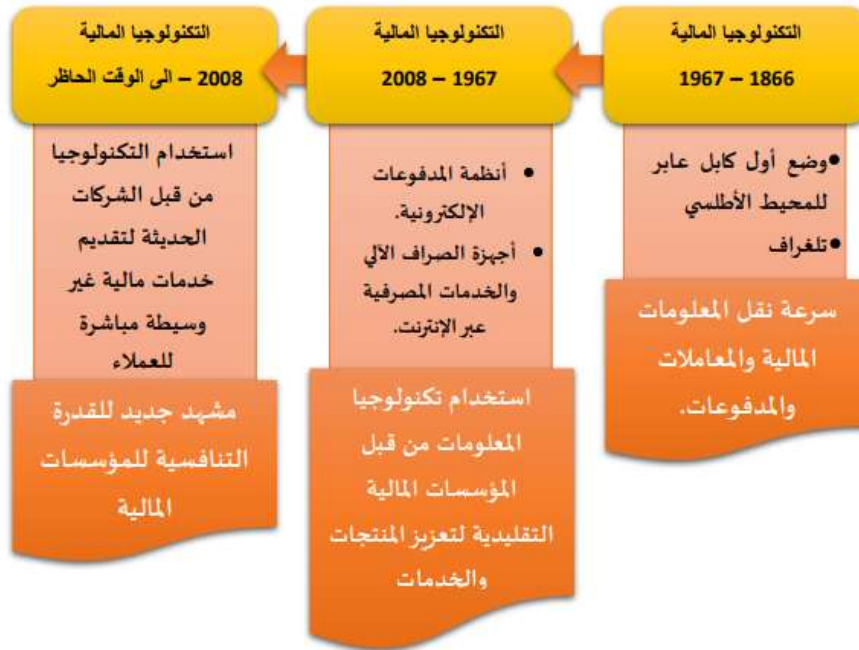 التكنولوجيا المالية
1866 – 1967
•وضع أول كابل عابر
للمحيط الأطلسي
•تلغراف
سرعة نقل المعلومات
المالية والمعاملات
والمدفوعات.
التكنولوجيا المالية
1967 – 2008
• أنظمة المدفوعات
الإلكترونية.
• أجهزة الصراف الآلي
والخدمات المصرفية
عبر الإنترنت.
استخدام تكنولوجيا
المعلومات من قبل
المؤسسات المالية
التقليدية لتعزيز المنتجات
والخدمات
التكنولوجيا المالية
2008 – الى الوقت الحاظر
استخدام التكنولوجيا
من قبل الشركات
الحديثة لتقديم
خدمات مالية غير
وسيطة مباشرة
للعملاء
مشهد جديد للقدرة
التنافسية للمؤسسات
المالية